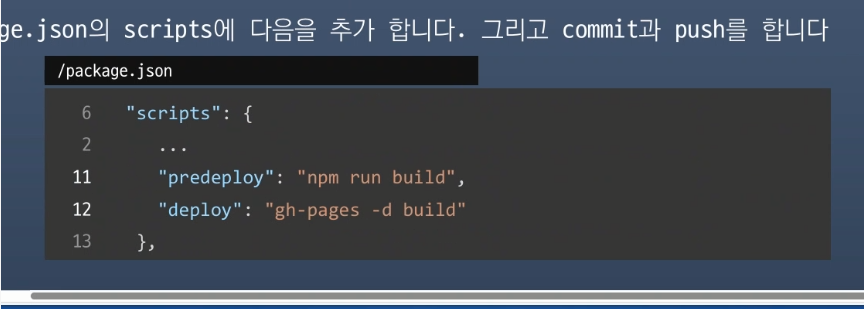 ge.json의 scripts에 다음을 추가 합니다. 그리고 commit과 push를 합니다
/package.json
6 "scripts": {
2 ...
11 "predeploy": "npm run build",
12 "deploy": "gh-pages -d build"
13 },